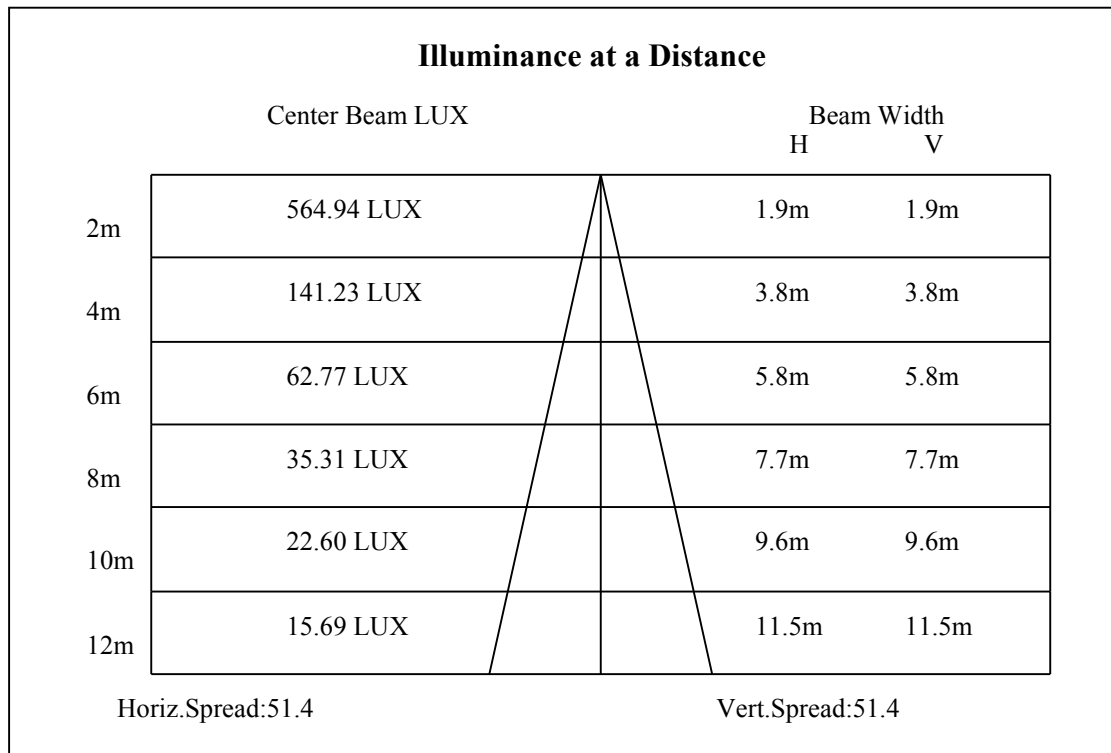 Illuminance at a Distance
Center Beam LUX Beam Width
H V
2m 564.94 LUX 1.9m 1.9m
4m 141.23 LUX 3.8m 3.8m
6m 62.77 LUX 5.8m 5.8m
8m 35.31 LUX 7.7m 7.7m
10m 22.60 LUX 9.6m 9.6m
12m 15.69 LUX 11.5m 11.5m
Horiz.Spread:51.4 Vert.Spread:51.4